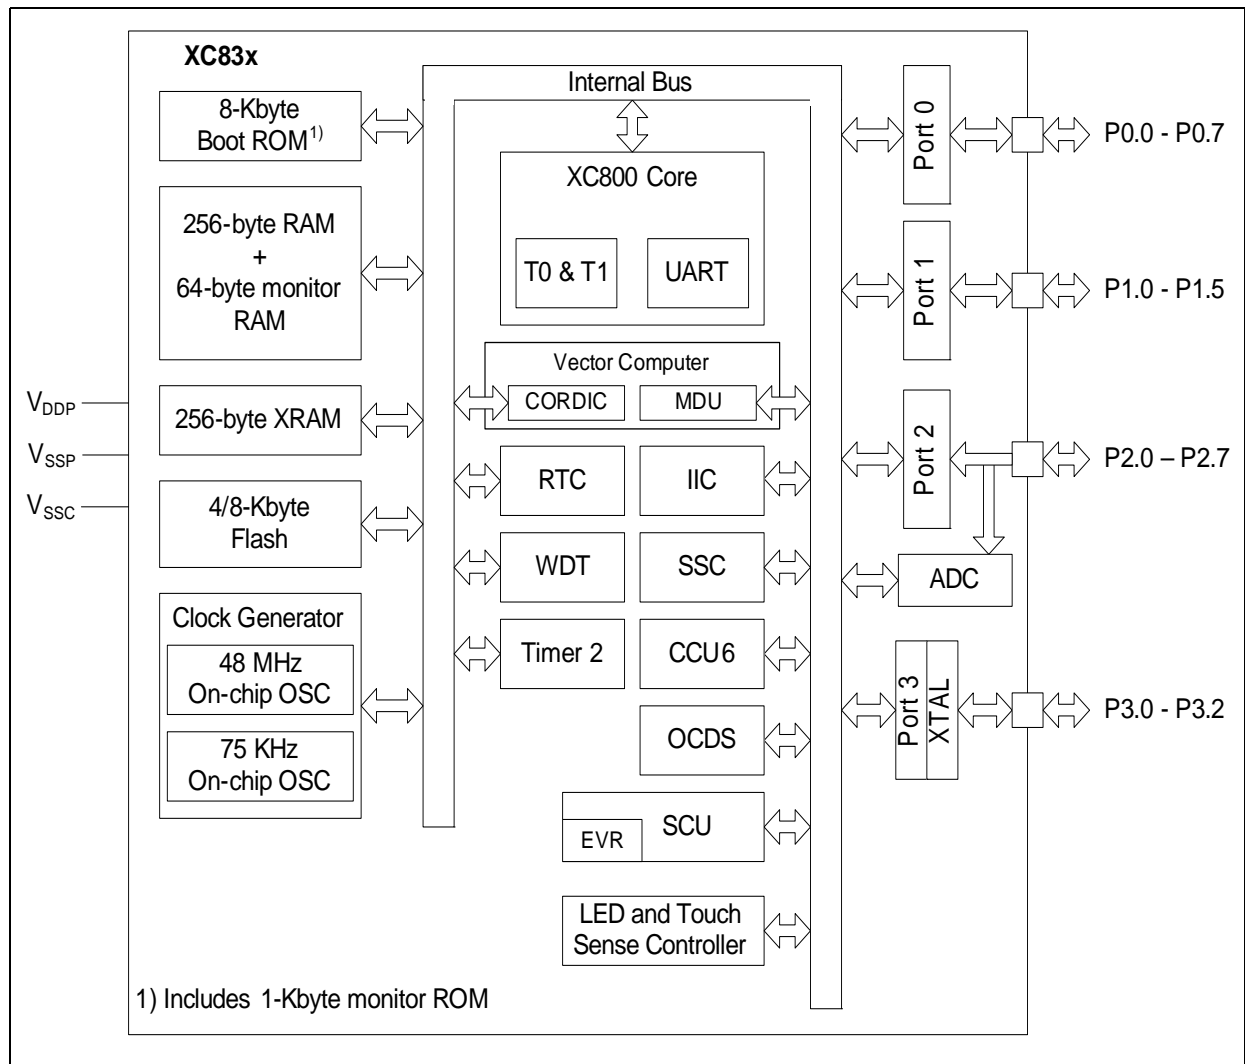 XC83x
Internal Bus
8-Kbyte
Boot ROM1)
256-byte RAM
+
64-byte monitor
RAM
256-byte XRAM
4/8-Kbyte
Flash
Clock Generator
48 MHz
On-chip OSC
75 KHz
On-chip OSC
VDDP
VSSP
VSSC
XC800 Core
T0 & T1
UART
Vector Computer
CORDIC
MDU
RTC
IIC
WDT
SSC
Timer 2
CCU6
OCDS
SCU
EVR
LED and Touch
Sense Controller
Port 0
P0.0 - P0.7
Port 1
P1.0 - P1.5
Port 2
P2.0 – P2.7
ADC
Port 3
XTAL
P3.0 - P3.2
1) Includes 1-Kbyte monitor ROM